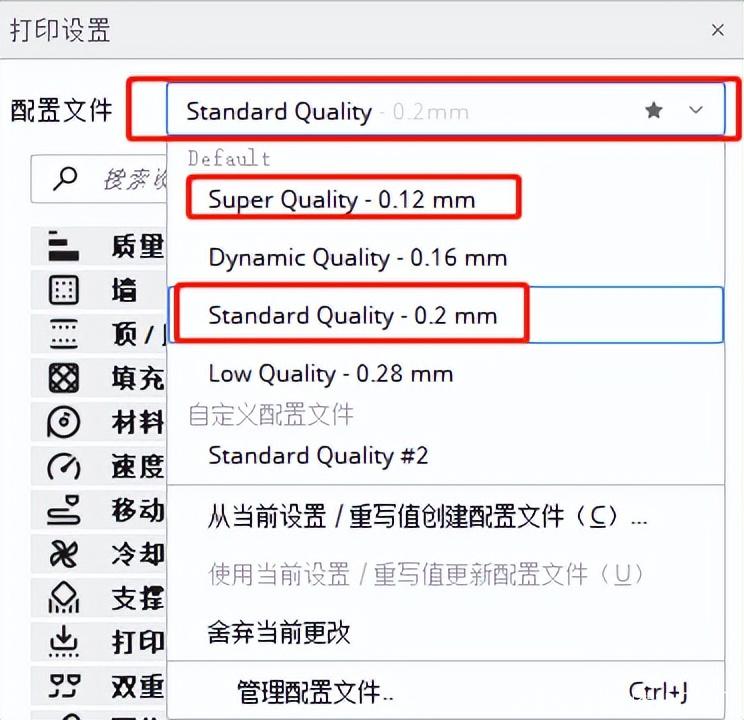 打印设置
配置文件
Standard Quality - 0.2mm
Default
搜索
Super Quality - 0.12 mm
质量
Dynamic Quality - 0.16 mm
墙
Standard Quality - 0.2 mm
顶 /
Low Quality - 0.28 mm
填充
自定义配置文件
材料
Standard Quality #2
速度
移动
从当前设置 / 重写值创建配置文件（C）...
冷却
使用当前设置 / 重写值更新配置文件（U）
支撑
舍弃当前更改
打印
双重
管理配置文件..
Ctrl+J